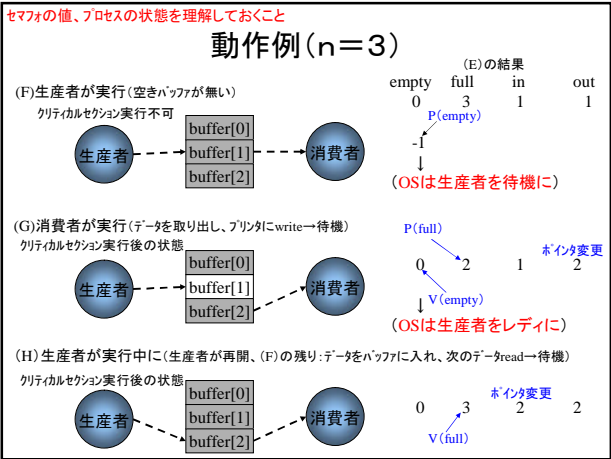 セマフォの値、プロセスの状態を理解しておくこと
動作例(n=3)
(E)の結果
empty full in out
(F)生産者が実行(空きバッファが無い)
0 3 1 1
クリティカルセクション実行不可
P(empty)
buffer[0]
生産者 buffer[1] 消費者
-1
buffer[2]
↓
(OSは生産者を待機に)
(G)消費者が実行(データを取り出し、プリンタにwrite→待機)
P(full)
クリティカルセクション実行後の状態
ポインタ変更
buffer[0]
0 2 1 2
生産者 buffer[1] 消費者
buffer[2]
↓ V(empty)
(OSは生産者をレディに)
(H)生産者が実行中に(生産者が再開、(F)の残り:データをバッファに入れ、次のデータread→待機)
クリティカルセクション実行後の状態
ポインタ変更
buffer[0]
0 3 2 2
生産者 buffer[1] 消費者
buffer[2]
V(full)